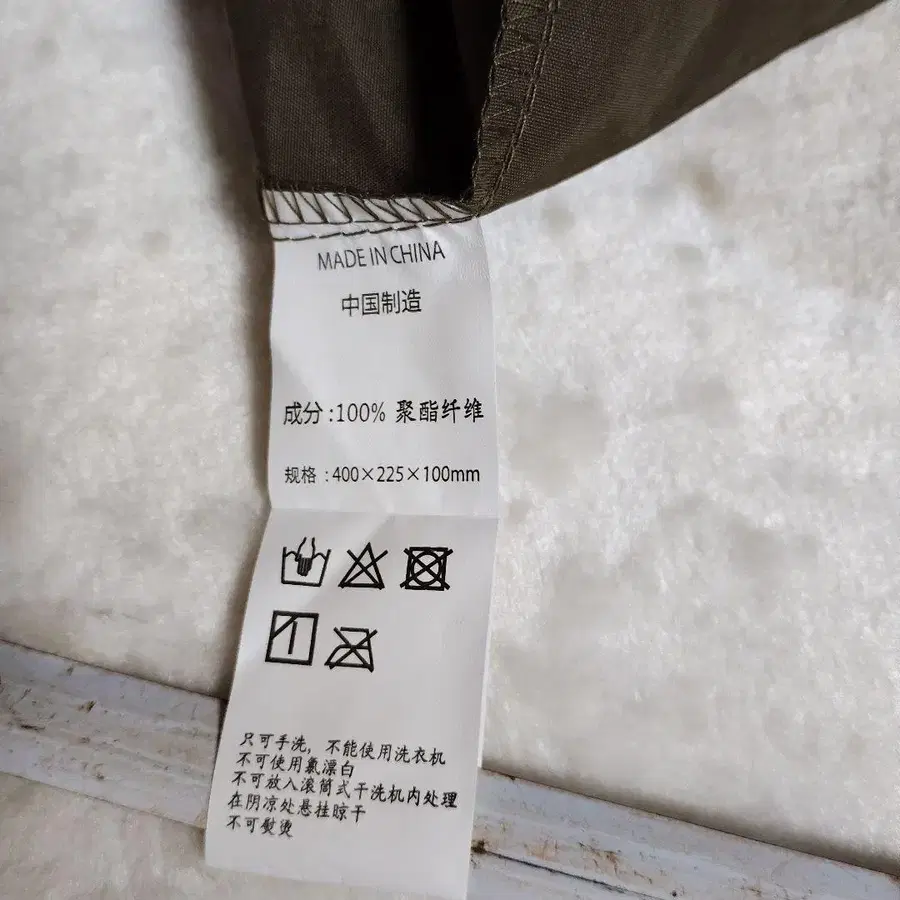 MADE IN CHINA
中国制造
成分 :100% 聚酯纤维
规格 :400×225×100mm
只可手洗，不能使用洗衣机
不可使用氯漂白
不可放入滚筒式干洗机内处理
在阴凉处悬挂晾干
不可熨烫